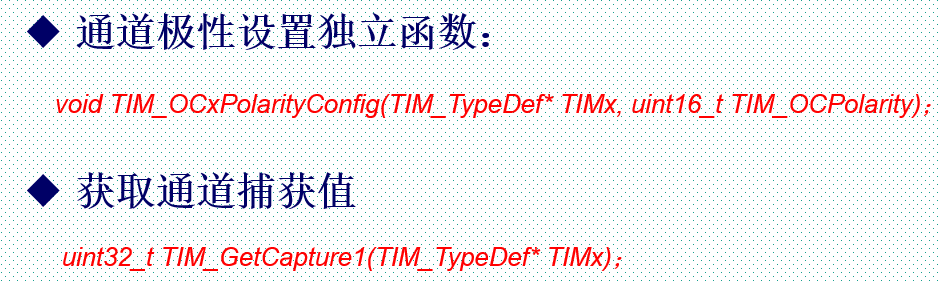 ◆ 通道极性设置独立函数：
void TIM_OCxPolarityConfig(TIM_TypeDef* TIMx, uint16_t TIM_OCPolarity)；
◆ 获取通道捕获值
uint32_t TIM_GetCapture1(TIM_TypeDef* TIMx)；